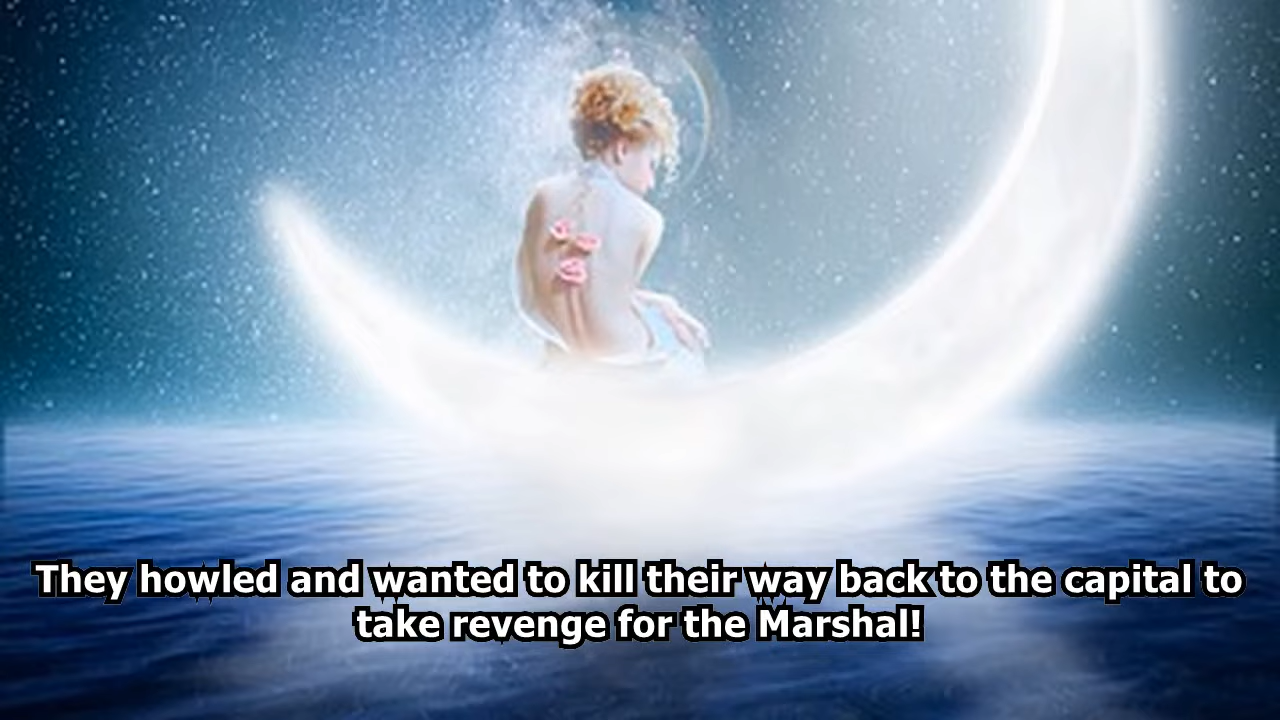 They howled and wanted to kill their way back to the capital to
take revenge for the Marshal!